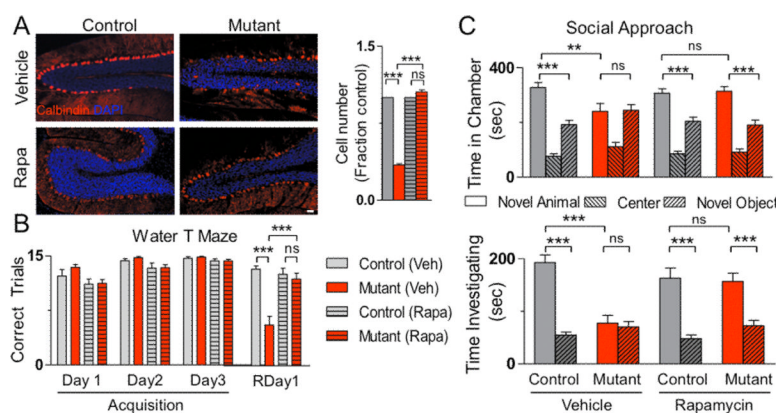 A
Control
Mutant
Vehicle
Calbindin DAPI
Rapa
Cell number
(Fraction control)
1.5
0.0
***
***
ns
B
Water T Maze
Correct Trials
15
0
***
***
ns
Day 1
Day2
Day3
RDay1
Acquisition
Control (Veh)
Mutant (Veh)
Control (Rapa)
Mutant (Rapa)
C
Social Approach
Time in Chamber
(sec)
400
200
0
**
ns
***
ns
***
***
Novel Animal
Center
Novel Object
Time Investigating
(sec)
200
100
0
***
ns
***
ns
***
***
Control
Mutant
Control
Mutant
Vehicle
Rapamycin